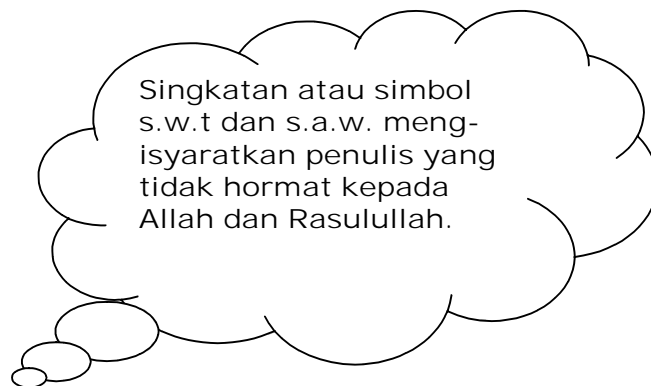 Singkatan atau simbol
s.w.t dan s.a.w. meng-
isyaratkan penulis yang
tidak hormat kepada
Allah dan Rasulullah.